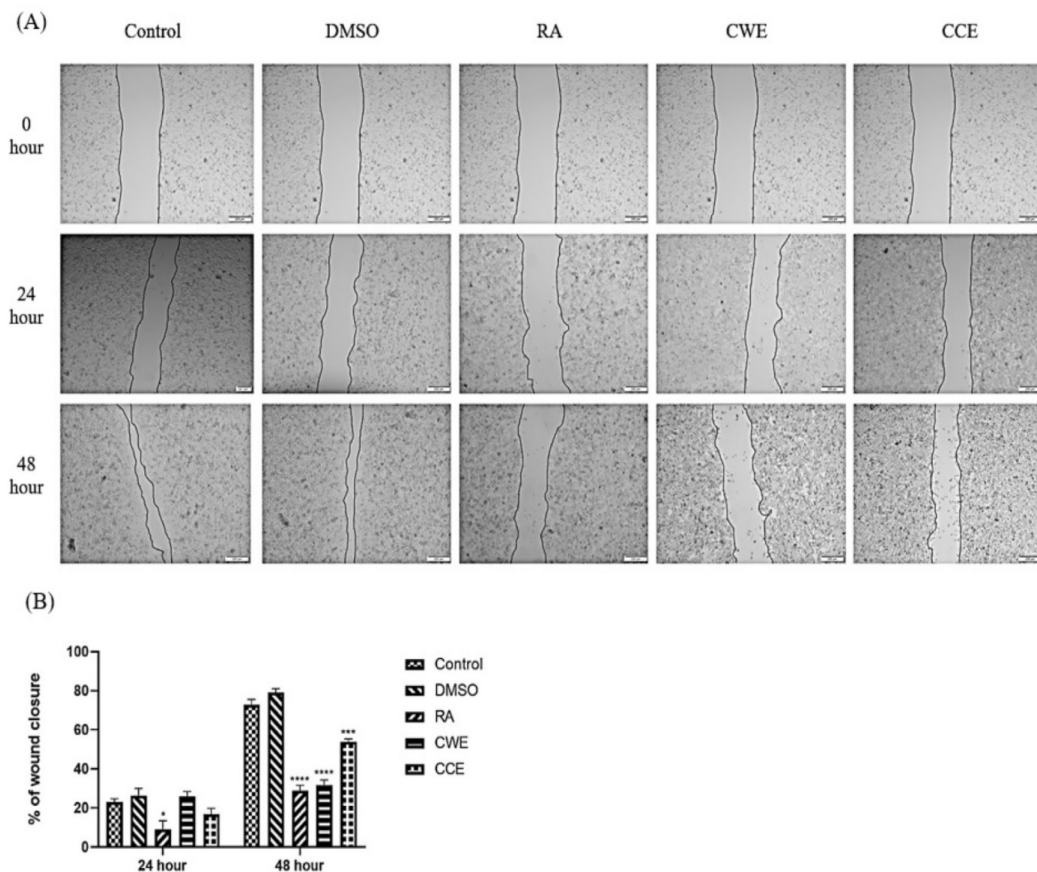 (A)
Control DMSO RA CWE CCE
0
hour
24
hour
48
hour
(B)
% of wound closure
100
80
60
40
20
0
* **** **** ***
24 hour 48 hour
Control
DMSO
RA
CWE
CCE